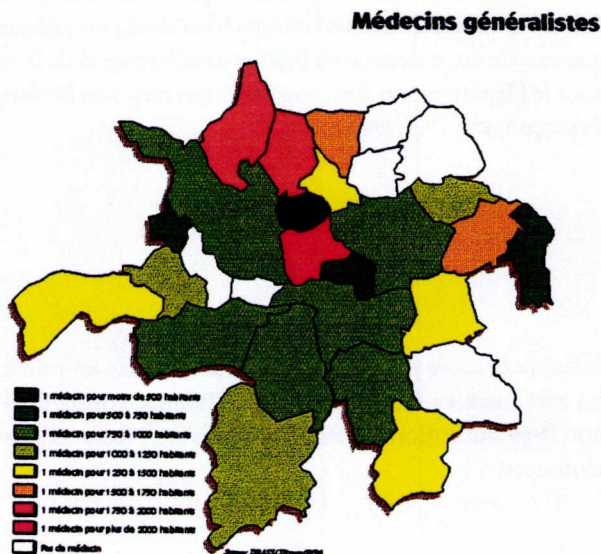 Médecins généralistes
1 médecin pour moins de 500 habitants
1 médecin pour 500 à 750 habitants
1 médecin pour 750 à 1000 habitants
1 médecin pour 1000 à 1250 habitants
1 médecin pour 1250 à 1500 habitants
1 médecin pour 1500 à 1750 habitants
1 médecin pour 1750 à 2000 habitants
1 médecin pour plus de 2000 habitants
Pas de médecin